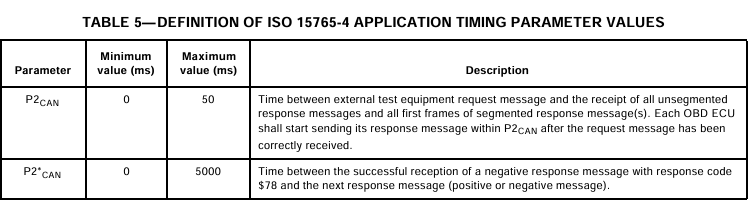 TABLE 5—DEFINITION OF ISO 15765-4 APPLICATION TIMING PARAMETER VALUES
Parameter
Minimum
value (ms)
Maximum
value (ms)
Description
P2CAN
0
50
Time between external test equipment request message and the receipt of all unsegmented
response messages and all first frames of segmented response message(s). Each OBD ECU
shall start sending its response message within P2CAN after the request message has been
correctly received.
P2*CAN
0
5000
Time between the successful reception of a negative response message with response code
$78 and the next response message (positive or negative message).